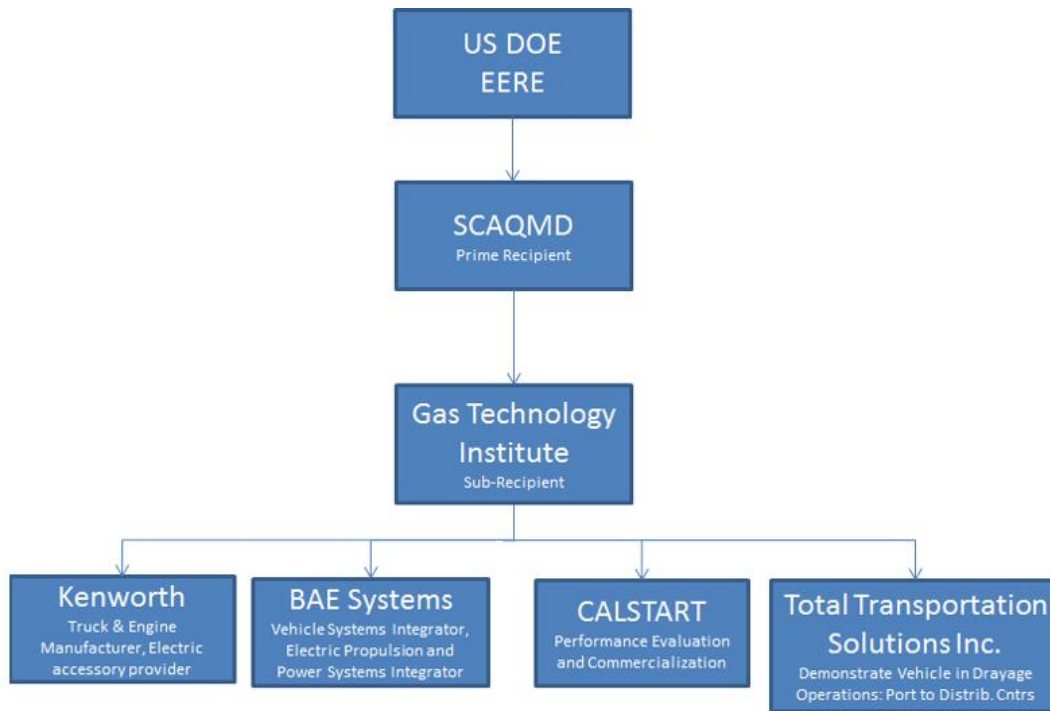 US DOE
EERE
SCAQMD
Prime Recipient
Gas Technology
Institute
Sub-Recipient
Kenworth
Truck & Engine
Manufacturer, Electric
accessory provider
BAE Systems
Vehicle Systems Integrator,
Electric Propulsion and
Power Systems Integrator
CALSTART
Performance Evaluation
and Commercialization
Total Transportation
Solutions Inc.
Demonstrate Vehicle in Drayage
Operations: Port to Distrib. Cntrs